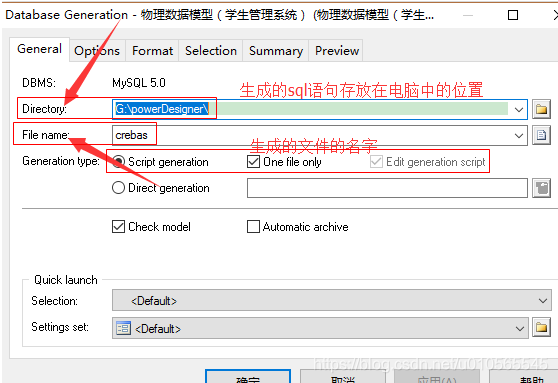 Database Generation - 物理数据模型（学生管理系统） (物理数据模型（学生...
General Options Format Selection Summary Preview
DBMS: MySQL 5.0
生成的sql语句存放在电脑中的位置
Directory: G:\powerDesigner\
File name: crebas
生成的文件的名字
Generation type: Script generation One file only Edit generation script
Direct generation
Check model Automatic archive
Quick launch
Selection: <Default>
Settings set: <Default>
https://blog.csdn.net/u010565545
确定 取消 应用(A) 帮助